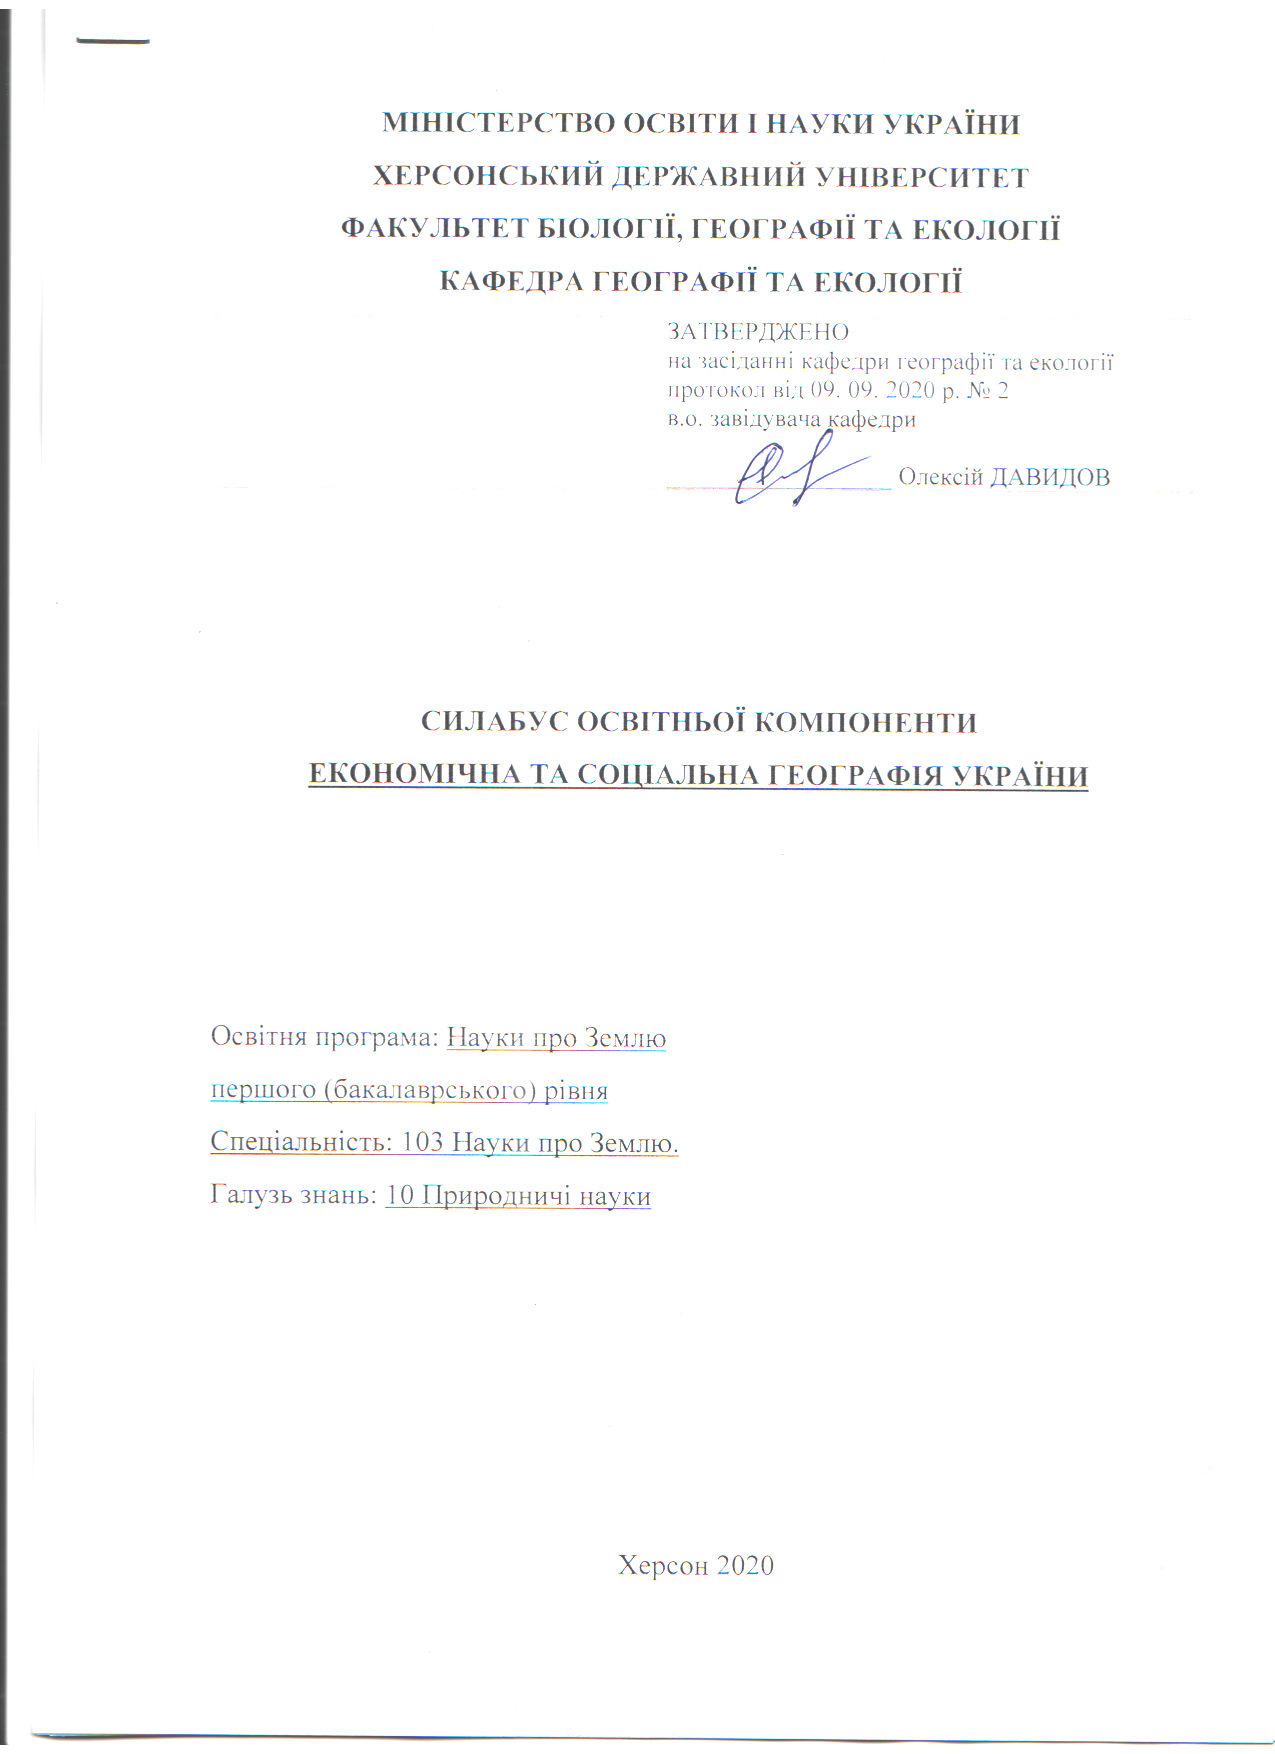 МІНІСТЕРСТВО ОСВІТИ І НАУКИ УКРАЇНИ
ХЕРСОНСЬКИЙ ДЕРЖАВНИЙ УНІВЕРСИТЕТ
ФАКУЛЬТЕТ БІОЛОГІЇ, ГЕОГРАФІЇ ТА ЕКОЛОГІЇ
КАФЕДРА ГЕОГРАФІЇ ТА ЕКОЛОГІЇ
ЗАТВЕРДЖЕНО
на засіданні кафедри географії та екології
протокол від 09. 09. 2020 р. № 2
в.о. завідувача кафедри
Олексій ДАВИДОВ
СИЛАБУС ОСВІТНЬОЇ КОМПОНЕНТИ
ЕКОНОМІЧНА ТА СОЦІАЛЬНА ГЕОГРАФІЯ УКРАЇНИ
Освітня програма: Науки про Землю
першого (бакалаврського) рівня
Спеціальність: 103 Науки про Землю.
Галузь знань: 10 Природничі науки
Херсон 2020